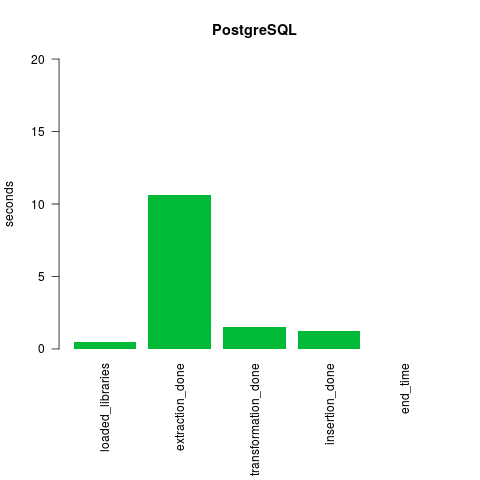 PostgreSQL
seconds
20
15
10
5
0
loaded_libraries
extraction_done
transformation_done
insertion_done
end_time